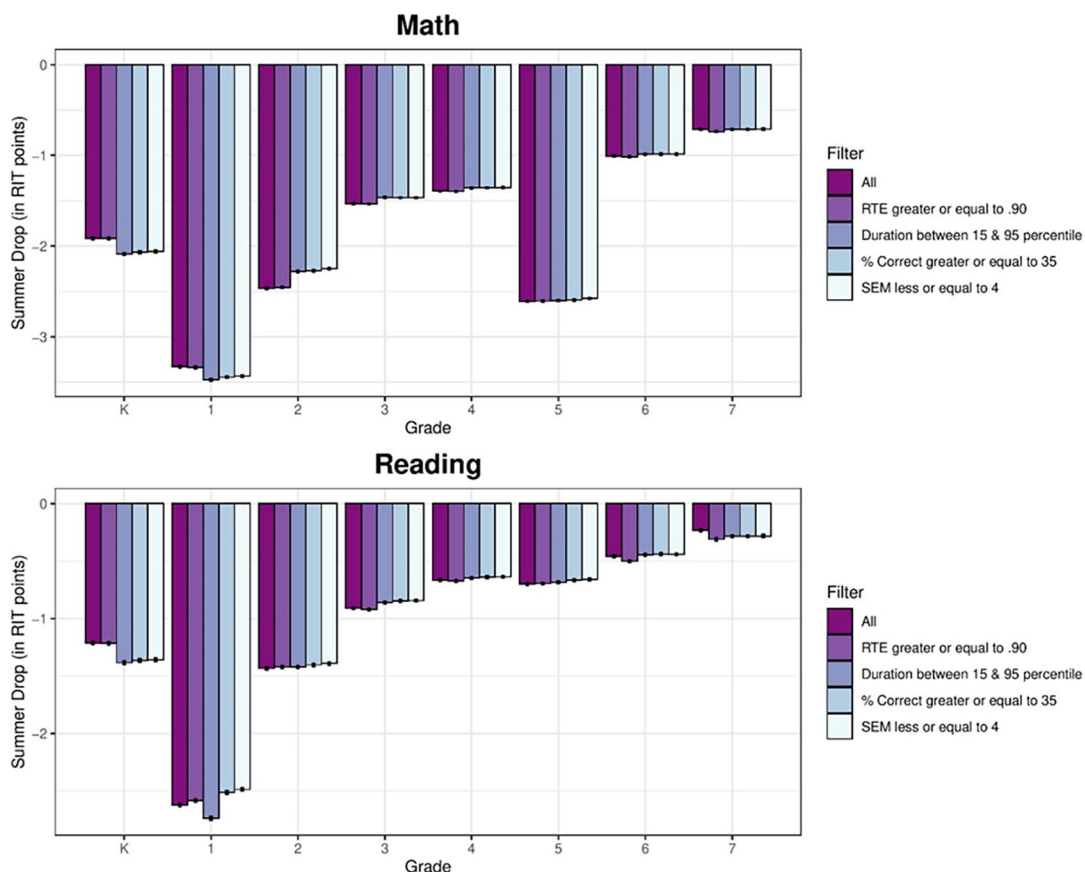 Math
Summer Drop (in RIT points)
0
−1
−2
−3
K 1 2 3 4 5 6 7
Grade
Filter
All
RTE greater or equal to .90
Duration between 15 & 95 percentile
% Correct greater or equal to 35
SEM less or equal to 4
Reading
Summer Drop (in RIT points)
0
−1
−2
K 1 2 3 4 5 6 7
Grade
Filter
All
RTE greater or equal to .90
Duration between 15 & 95 percentile
% Correct greater or equal to 35
SEM less or equal to 4